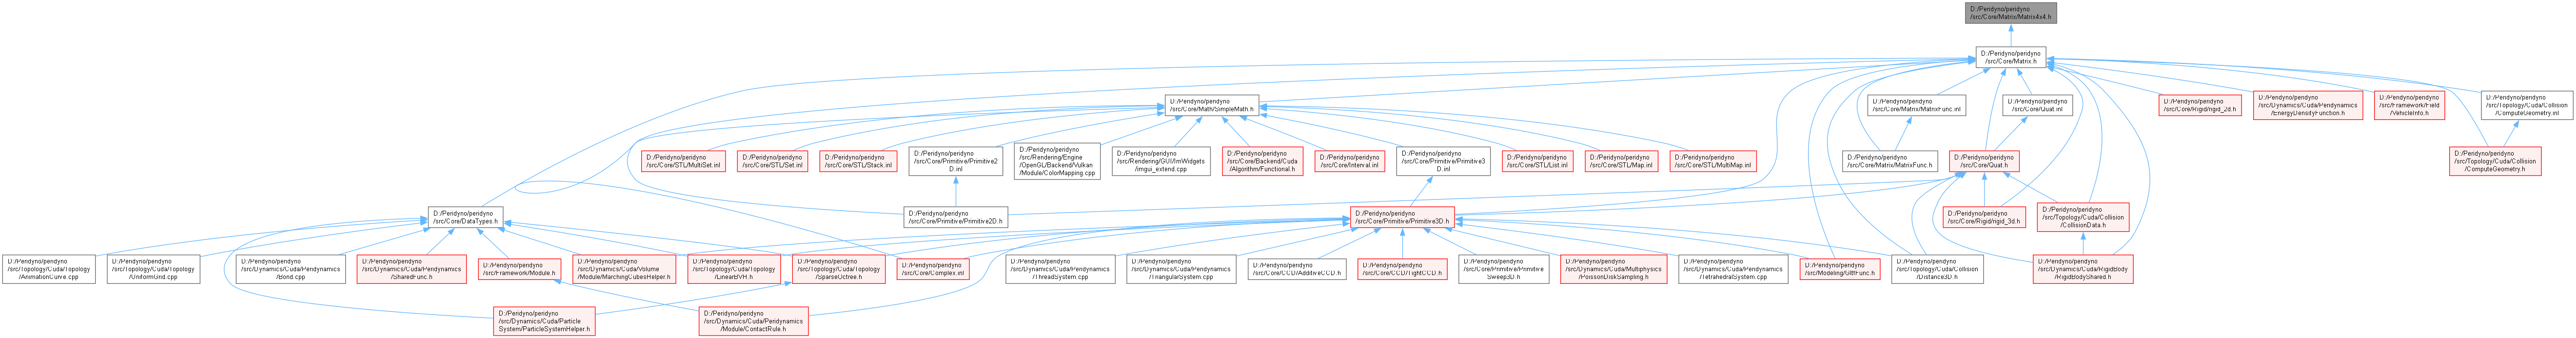 D:/Peridyno/peridyno
/src/Core/Matrix/Matrix4x4.h
D:/Peridyno/peridyno
/src/Core/Matrix.h
D:/Peridyno/peridyno
/src/Core/Math/SimpleMath.h
D:/Peridyno/peridyno
/src/Core/Matrix/MatrixFunc.inl
D:/Peridyno/peridyno
/src/Core/Quat.inl
D:/Peridyno/peridyno
/src/Core/Rigid/rigid_2d.h
D:/Peridyno/peridyno
/src/Dynamics/Cuda/Peridynamics
/EnergyDensityFunction.h
D:/Peridyno/peridyno
/src/Framework/Field
/VehicleInfo.h
D:/Peridyno/peridyno
/src/Topology/Cuda/Collision
/ComputeGeometry.inl
D:/Peridyno/peridyno
/src/Core/STL/MultiSet.inl
D:/Peridyno/peridyno
/src/Core/STL/Set.inl
D:/Peridyno/peridyno
/src/Core/STL/Stack.inl
D:/Peridyno/peridyno
/src/Core/Primitive/Primitive2
D.inl
D:/Peridyno/peridyno
/src/Rendering/Engine
/OpenGL/Backend/Vulkan
/Module/ColorMapping.cpp
D:/Peridyno/peridyno
/src/Rendering/GUI/ImWidgets
/imgui_extend.cpp
D:/Peridyno/peridyno
/src/Core/Backend/Cuda
/Algorithm/Functional.h
D:/Peridyno/peridyno
/src/Core/Interval.inl
D:/Peridyno/peridyno
/src/Core/Primitive/Primitive3
D.inl
D:/Peridyno/peridyno
/src/Core/STL/List.inl
D:/Peridyno/peridyno
/src/Core/STL/Map.inl
D:/Peridyno/peridyno
/src/Core/STL/MultiMap.inl
D:/Peridyno/peridyno
/src/Core/Matrix/MatrixFunc.h
D:/Peridyno/peridyno
/src/Core/Quat.h
D:/Peridyno/peridyno
/src/Topology/Cuda/Collision
/ComputeGeometry.h
D:/Peridyno/peridyno
/src/Core/DataTypes.h
D:/Peridyno/peridyno
/src/Core/Primitive/Primitive2D.h
D:/Peridyno/peridyno
/src/Core/Primitive/Primitive3D.h
D:/Peridyno/peridyno
/src/Core/Rigid/rigid_3d.h
D:/Peridyno/peridyno
/src/Topology/Cuda/Collision
/CollisionData.h
D:/Peridyno/peridyno
/src/Topology/Cuda/Topology
/AnimationCurve.cpp
D:/Peridyno/peridyno
/src/Topology/Cuda/Topology
/UniformGrid.cpp
D:/Peridyno/peridyno
/src/Dynamics/Cuda/Peridynamics
/Bond.cpp
D:/Peridyno/peridyno
/src/Dynamics/Cuda/Peridynamics
/SharedFunc.h
D:/Peridyno/peridyno
/src/Framework/Module.h
D:/Peridyno/peridyno
/src/Dynamics/Cuda/Volume
/Module/MarchingCubesHelper.h
D:/Peridyno/peridyno
/src/Topology/Cuda/Topology
/LinearBVH.h
D:/Peridyno/peridyno
/src/Topology/Cuda/Topology
/SparseOctree.h
D:/Peridyno/peridyno
/src/Core/Complex.inl
D:/Peridyno/peridyno
/src/Dynamics/Cuda/Peridynamics
/ThreadSystem.cpp
D:/Peridyno/peridyno
/src/Dynamics/Cuda/Peridynamics
/TriangularSystem.cpp
D:/Peridyno/peridyno
/src/Core/CCD/AdditiveCCD.h
D:/Peridyno/peridyno
/src/Core/CCD/TightCCD.h
D:/Peridyno/peridyno
/src/Core/Primitive/Primitive
Sweep3D.h
D:/Peridyno/peridyno
/src/Dynamics/Cuda/Multiphysics
/PoissonDiskSampling.h
D:/Peridyno/peridyno
/src/Dynamics/Cuda/Peridynamics
/TetrahedralSystem.cpp
D:/Peridyno/peridyno
/src/Modeling/GltfFunc.h
D:/Peridyno/peridyno
/src/Topology/Cuda/Collision
/Distance3D.h
D:/Peridyno/peridyno
/src/Dynamics/Cuda/RigidBody
/RigidBodyShared.h
D:/Peridyno/peridyno
/src/Dynamics/Cuda/Particle
System/ParticleSystemHelper.h
D:/Peridyno/peridyno
/src/Dynamics/Cuda/Peridynamics
/Module/ContactRule.h